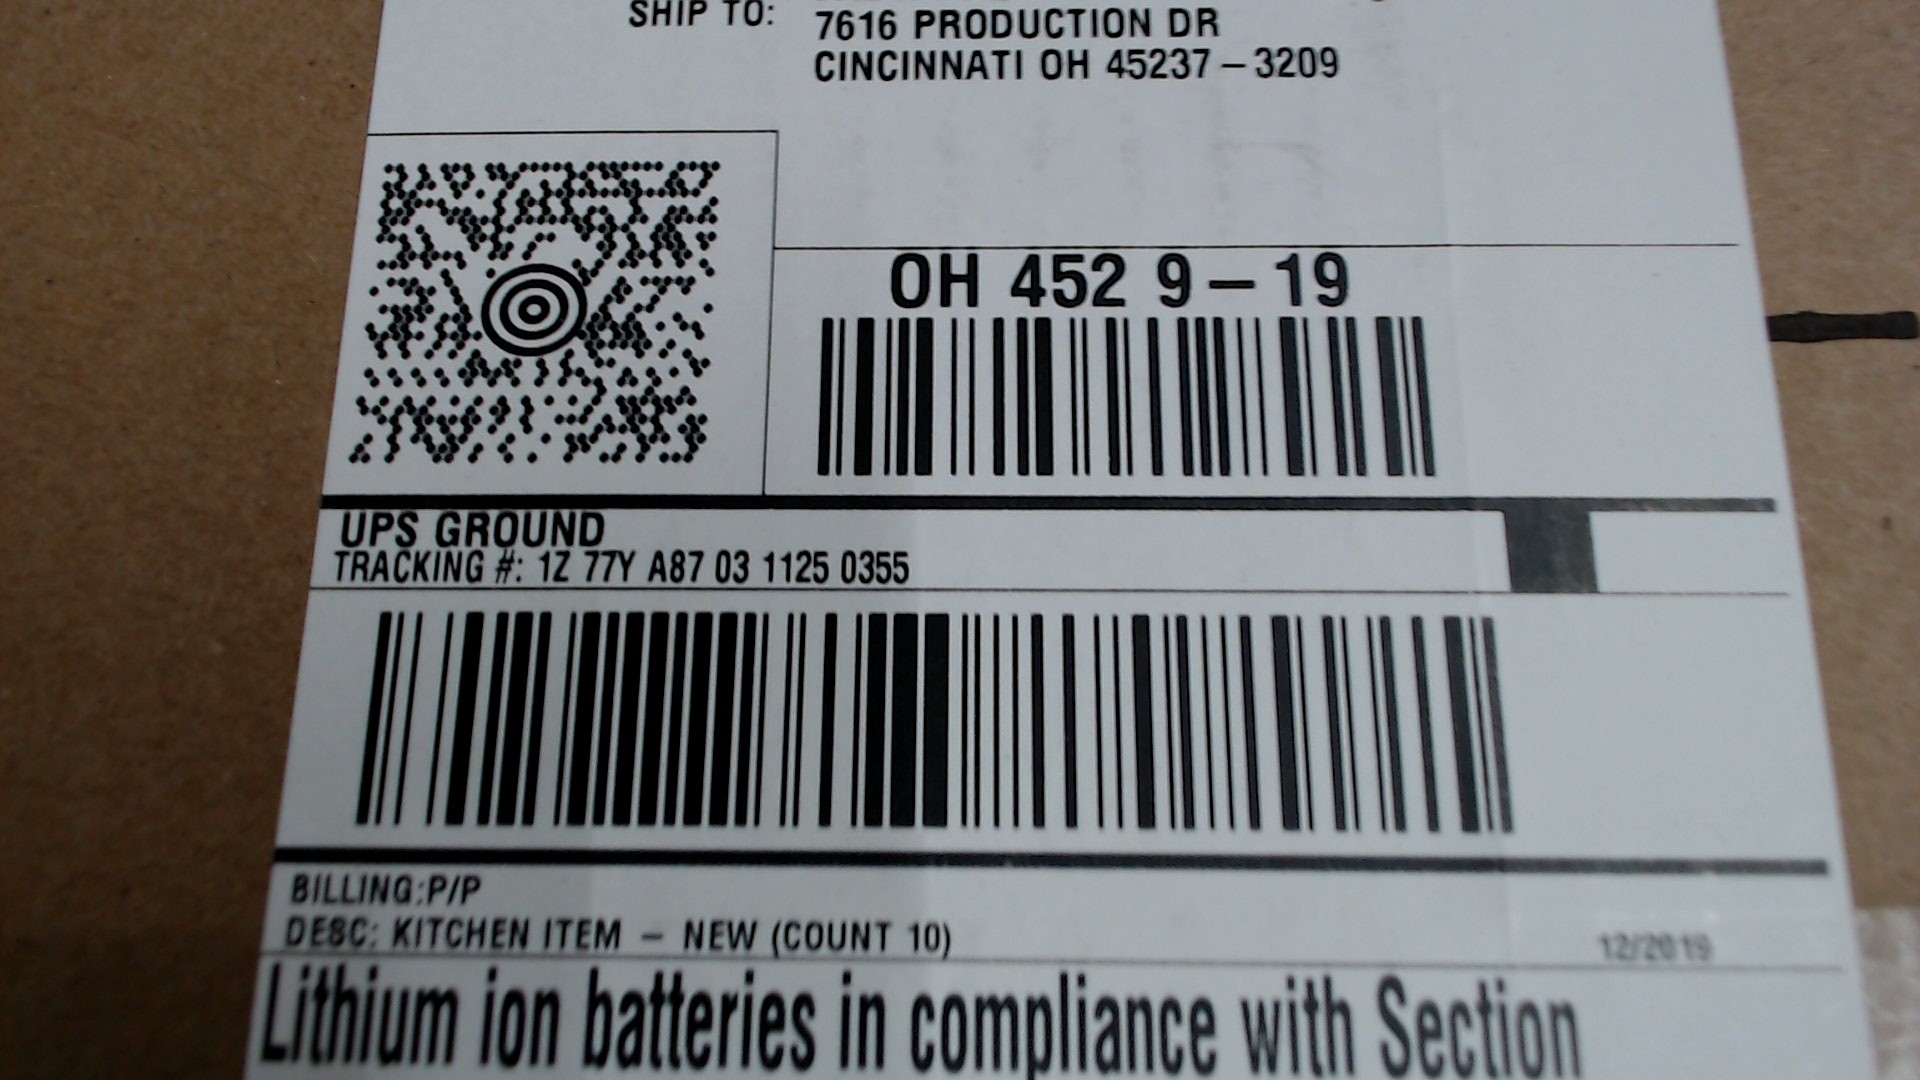 SHIP TO:
7616 PRODUCTION DR
CINCINNATI OH 45237-3209
OH 452 9-19
UPS GROUND
TRACKING #: 1Z 77Y A87 03 1125 0355
BILLING:P/P
DESC: KITCHEN ITEM - NEW (COUNT 10)
12/2019
Lithium ion batteries in compliance with Section